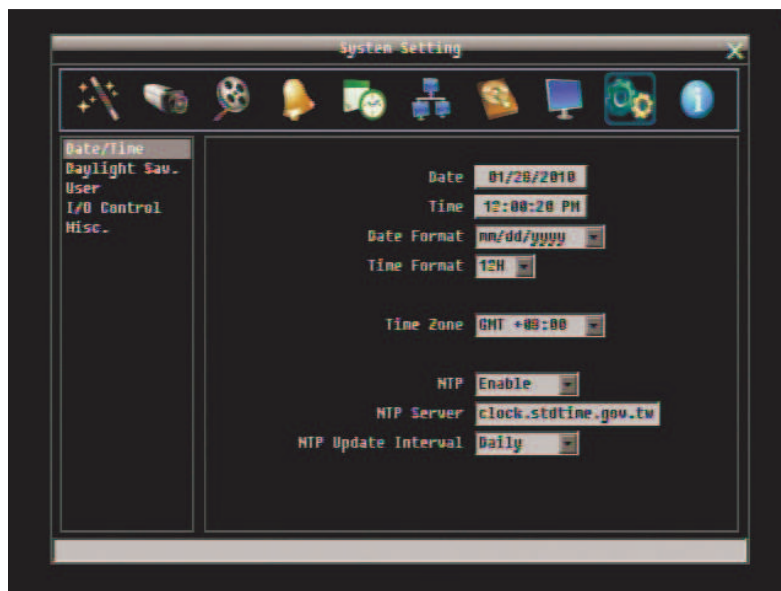 System Setting
Date/Time
Daylight Sav.
User
I/O Control
Misc.
Date 01/28/2010
Time 12:00:20 PM
Date Format mm/dd/yyyy
Time Format 12H
Time Zone GMT +08:00
NTP Enable
NTP Server clock.stdtime.gov.tw
NTP Update Interval Daily